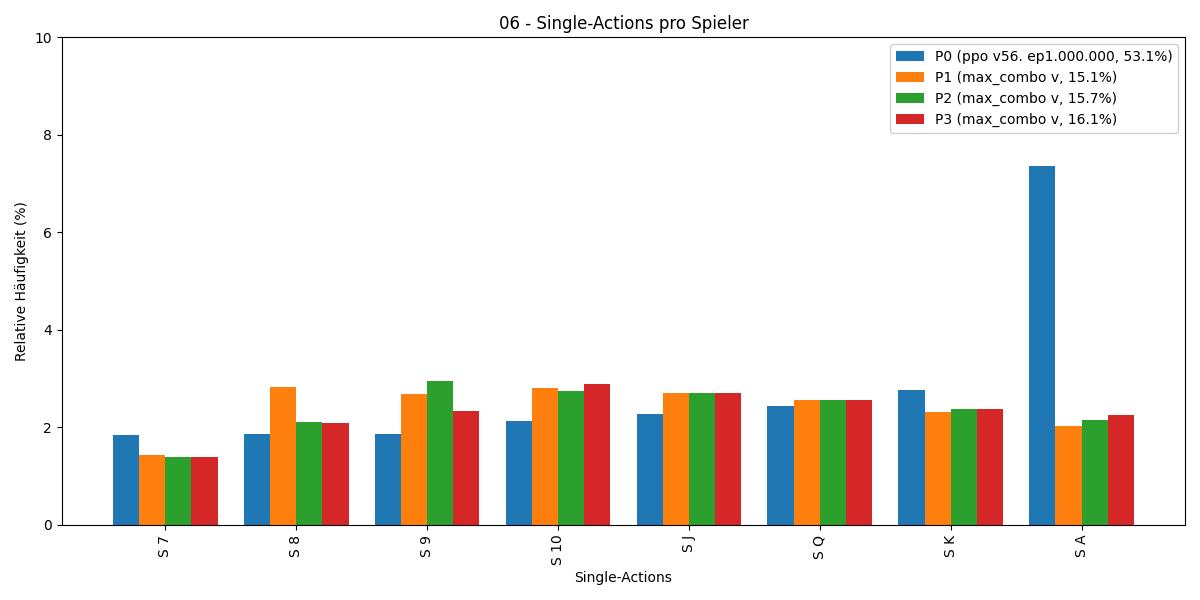 06 - Single-Actions pro Spieler
P0 (ppo v56. ep1.000.000, 53.1%)
P1 (max_combo v, 15.1%)
P2 (max_combo v, 15.7%)
P3 (max_combo v, 16.1%)
Relative Häufigkeit (%)
10
8
6
4
2
0
S 7
S 8
S 9
S 10
S J
S Q
S K
S A
Single-Actions